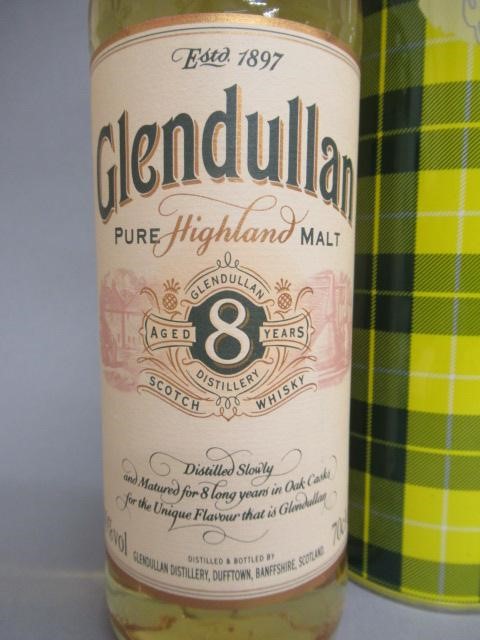 Estd. 1897
Glendullan
PURE Highland MALT
GLENDULLAN
AGED 8 YEARS
DISTILLERY
SCOTCH WHISKY
Distilled Slowly
and Matured for 8 long years in Oak Casks
for the Unique Flavour that is Glendullan
DISTILLED & BOTTLED BY
GLENDULLAN DISTILLERY, DUFFTOWN, BANFFSHIRE, SCOTLAND.